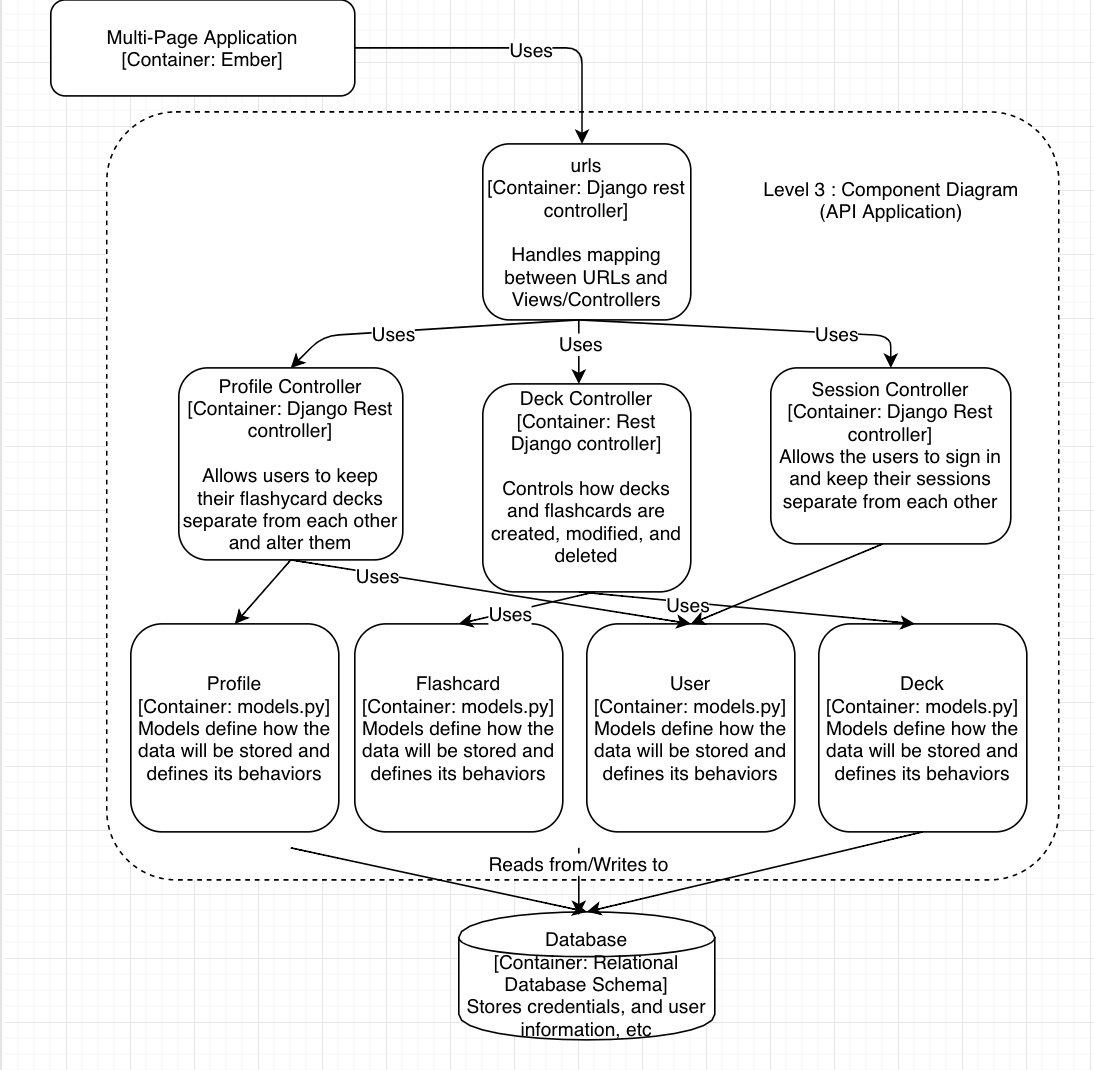 Multi-Page Application
[Container: Ember]
Uses
urls
[Container: Django rest
controller]
Handles mapping
between URLs and
Views/Controllers
Level 3 : Component Diagram
(API Application)
Uses
Uses
Uses
Profile Controller
[Container: Django Rest
controller]
Allows users to keep
their flashycard decks
separate from each other
and alter them
Deck Controller
[Container: Rest
Django controller]
Controls how decks
and flashcards are
created, modified, and
deleted
Session Controller
[Container: Django Rest
controller]
Allows the users to sign in
and keep their sessions
separate from each other
Uses
Uses
Uses
Profile
[Container: models.py]
Models define how the
data will be stored and
defines its behaviors
Flashcard
[Container: models.py]
Models define how the
data will be stored and
defines its behaviors
User
[Container: models.py]
Models define how the
data will be stored and
defines its behaviors
Deck
[Container: models.py]
Models define how the
data will be stored and
defines its behaviors
Reads from/Writes to
Database
[Container: Relational
Database Schema]
Stores credentials, and user
information, etc